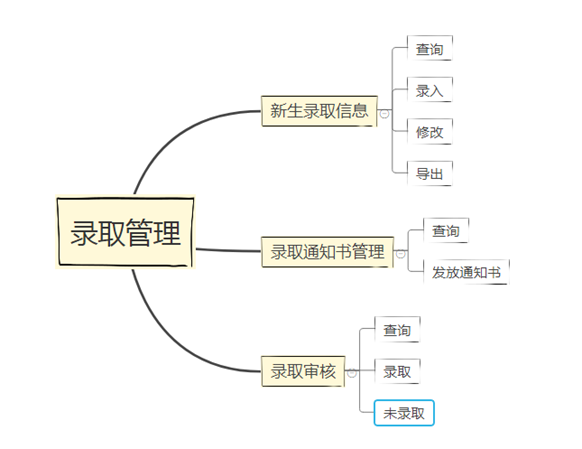 录取管理
新生录取信息
查询
录入
修改
导出
录取通知书管理
查询
发放通知书
录取审核
查询
录取
未录取